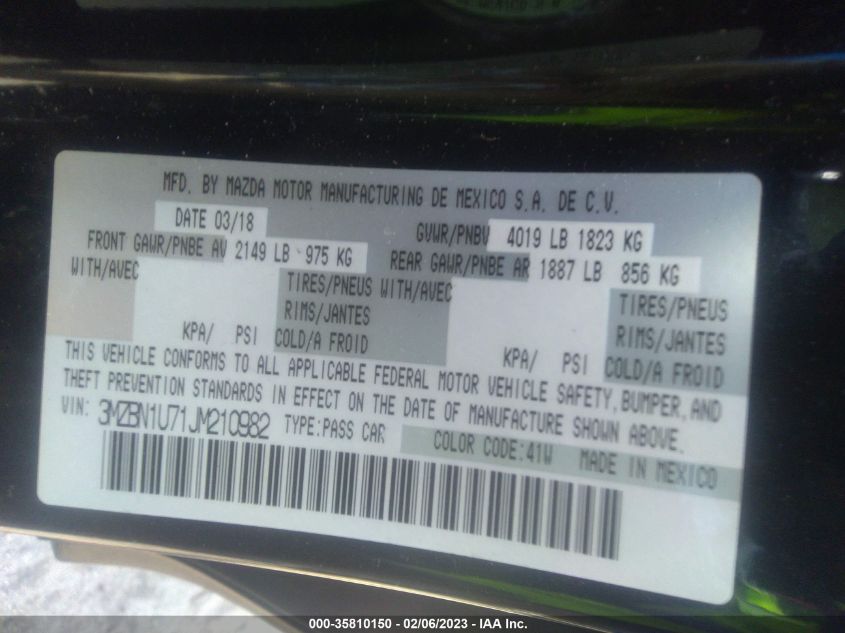 MFD. BY MAZDA MOTOR MANUFACTURING DE MEXICO S.A. DE C.V.
DATE 03/18 GVWR/PNBV 4019 LB 1823 KG
FRONT GAWR/PNBE AV 2149 LB 975 KG REAR GAWR/PNBE AR 1887 LB 856 KG
WITH/AVEC TIRES/PNEUS WITH/AVEC TIRES/PNEUS
RIMS/JANTES RIMS/JANTES
KPA/ PSI COLD/A FROID KPA/ PSI COLD/A FROID
THIS VEHICLE CONFORMS TO ALL APPLICABLE FEDERAL MOTOR VEHICLE SAFETY, BUMPER, AND
THEFT PREVENTION STANDARDS IN EFFECT ON THE DATE OF MANUFACTURE SHOWN ABOVE.
VIN: 3MZBN1U71JM210982 TYPE:PASS CAR COLOR CODE:41W MADE IN MEXICO
000-35810150 - 02/06/2023 - IAA Inc.